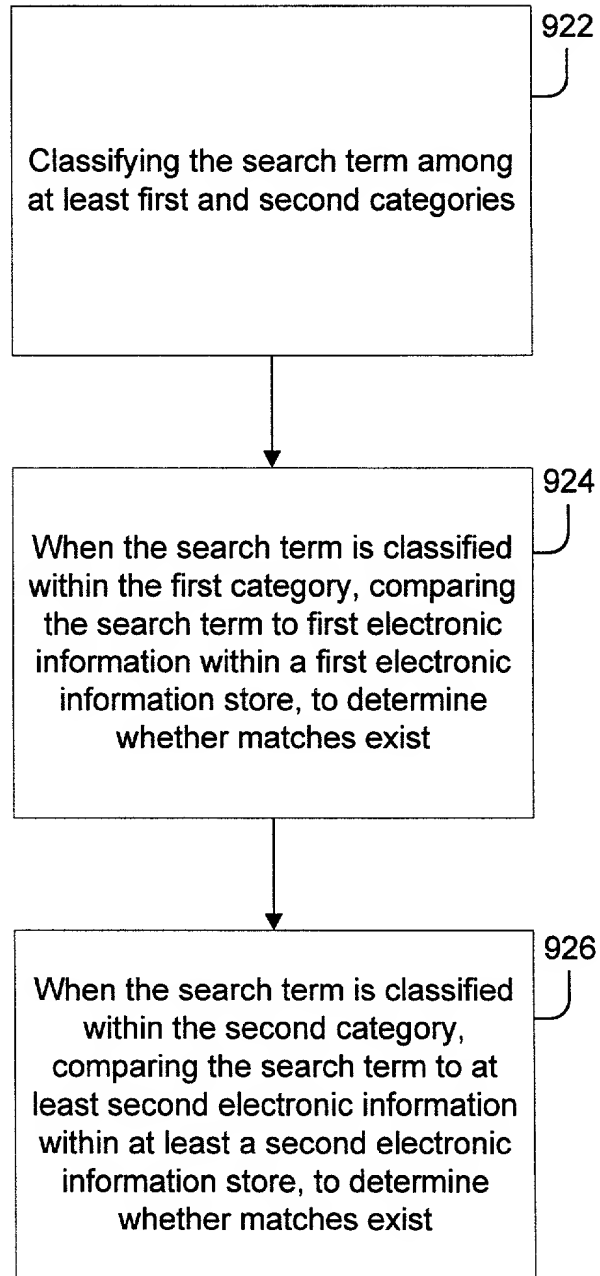 922
Classifying the search term among
at least first and second categories
924
When the search term is classified
within the first category, comparing
the search term to first electronic
information within a first electronic
information store, to determine
whether matches exist
926
When the search term is classified
within the second category,
comparing the search term to at
least second electronic information
within at least a second electronic
information store, to determine
whether matches exist